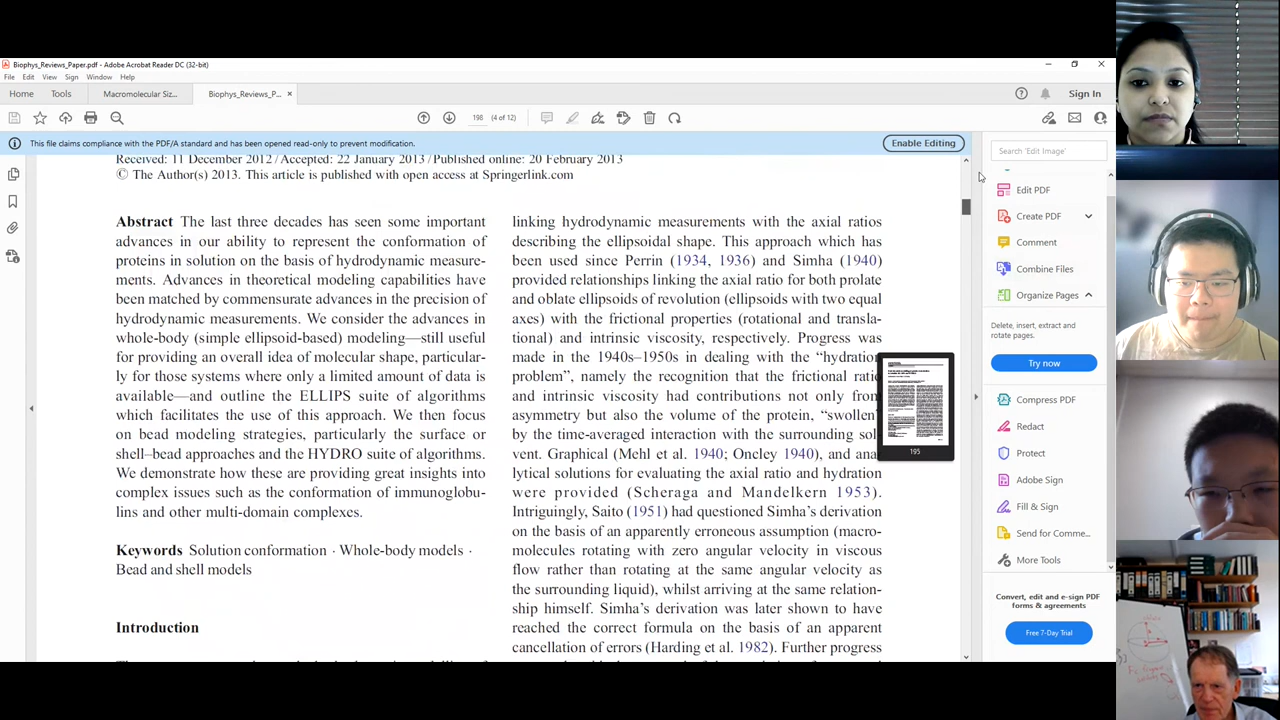 Biophys_Reviews_Paper.pdf - Adobe Acrobat Reader DC (32-bit)
File Edit View Sign Window Help
Home Tools Macromolecular Siz... Biophys_Reviews_P... × Sign In
198 (4 of 12)
This file claims compliance with the PDF/A standard and has been opened read-only to prevent modification. Enable Editing
Received: 11 December 2012 / Accepted: 22 January 2013 / Published online: 20 February 2013
© The Author(s) 2013. This article is published with open access at Springerlink.com
Abstract The last three decades has seen some important
advances in our ability to represent the conformation of
proteins in solution on the basis of hydrodynamic measure-
ments. Advances in theoretical modeling capabilities have
been matched by commensurate advances in the precision of
hydrodynamic measurements. We consider the advances in
whole-body (simple ellipsoid-based) modeling—still useful
for providing an overall idea of molecular shape, particular-
ly for those systems where only a limited amount of data is
available—and outline the ELLIPS suite of algorithms
which facilitate the use of this approach. We then focus
on bead modeling strategies, particularly the surface or
shell–bead approaches and the HYDRO suite of algorithms.
We demonstrate how these are providing great insights into
complex issues such as the conformation of immunoglobu-
lins and other multi-domain complexes.
Keywords Solution conformation · Whole-body models ·
Bead and shell models
Introduction
linking hydrodynamic measurements with the axial ratios
describing the ellipsoidal shape. This approach which has
been used since Perrin (1934, 1936) and Simha (1940)
provided relationships linking the axial ratio for both prolate
and oblate ellipsoids of revolution (ellipsoids with two equal
axes) with the frictional properties (rotational and transla-
tional) and intrinsic viscosity, respectively. Progress was
made in the 1940s–1950s in dealing with the “hydration
problem”, namely the recognition that the frictional ratio
and intrinsic viscosity had contributions not only from
asymmetry but also the volume of the protein, “swollen”
by the time-averaged interaction with the surrounding sol-
vent. Graphical (Mehl et al. 1940; Oncley 1940), and ana-
lytical solutions for evaluating the axial ratio and hydration
were provided (Scheraga and Mandelkern 1953).
Intriguingly, Saito (1951) had questioned Simha’s derivation
on the basis of an apparently erroneous assumption (macro-
molecules rotating with zero angular velocity in viscous
flow rather than rotating at the same angular velocity as
the surrounding liquid), whilst arriving at the same relation-
ship himself. Simha’s derivation was later shown to have
reached the correct formula on the basis of an apparent
cancellation of errors (Harding et al. 1982). Further progress
195
Search 'Edit Image'
Edit PDF
Create PDF
Comment
Combine Files
Organize Pages
Delete, insert, extract and
rotate pages.
Try now
Compress PDF
Redact
Protect
Adobe Sign
Fill & Sign
Send for Comme...
More Tools
Convert, edit and e-sign PDF
forms & agreements
Free 7-Day Trial